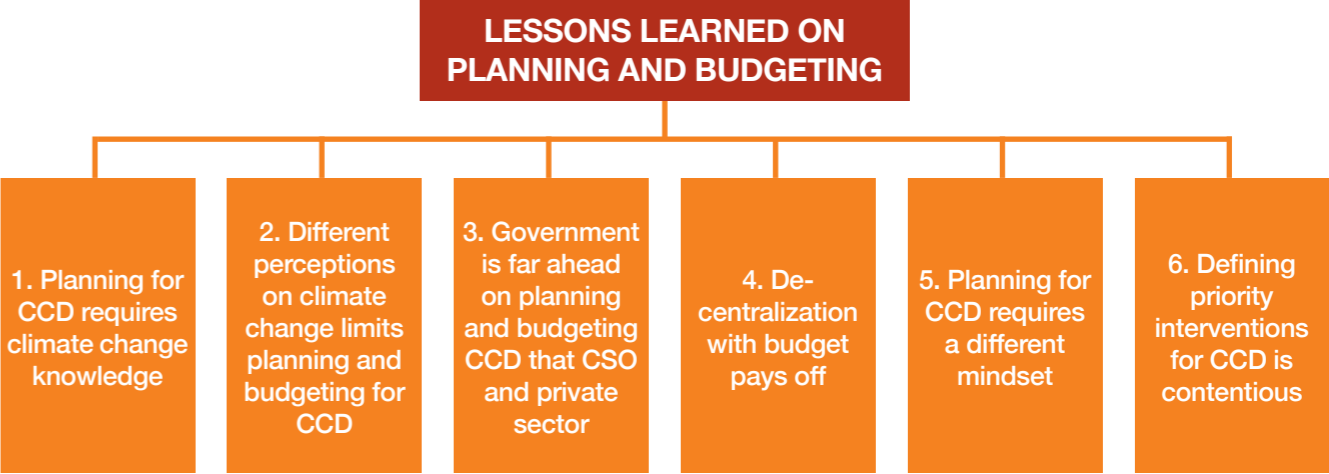 LESSONS LEARNED ON
PLANNING AND BUDGETING
1. Planning for
CCD requires
climate change
knowledge
2. Different
perceptions
on climate
change limits
planning and
budgeting for
CCD
3. Government
is far ahead
on planning
and budgeting
CCD that CSO
and private
sector
4. De-
centralization
with budget
pays off
5. Planning for
CCD requires
a different
mindset
6. Defining
priority
interventions
for CCD is
contentious